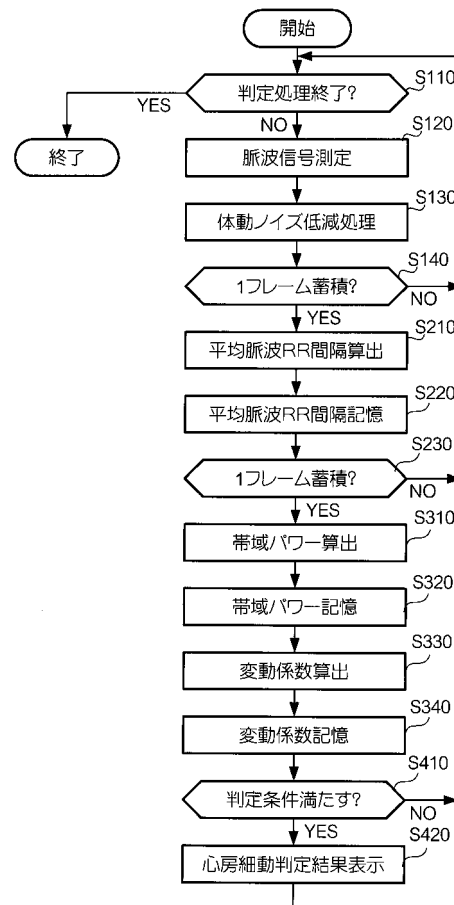 開始
S110
判定処理終了?
YES
NO
終了
S120
脈波信号測定
S130
体動ノイズ低減処理
S140
1フレーム蓄積?
NO
YES
S210
平均脈波RR間隔算出
S220
平均脈波RR間隔記憶
S230
1フレーム蓄積?
NO
YES
S310
帯域パワー算出
S320
帯域パワー記憶
S330
変動係数算出
S340
変動係数記憶
S410
判定条件満たす?
NO
YES
S420
心房細動判定結果表示